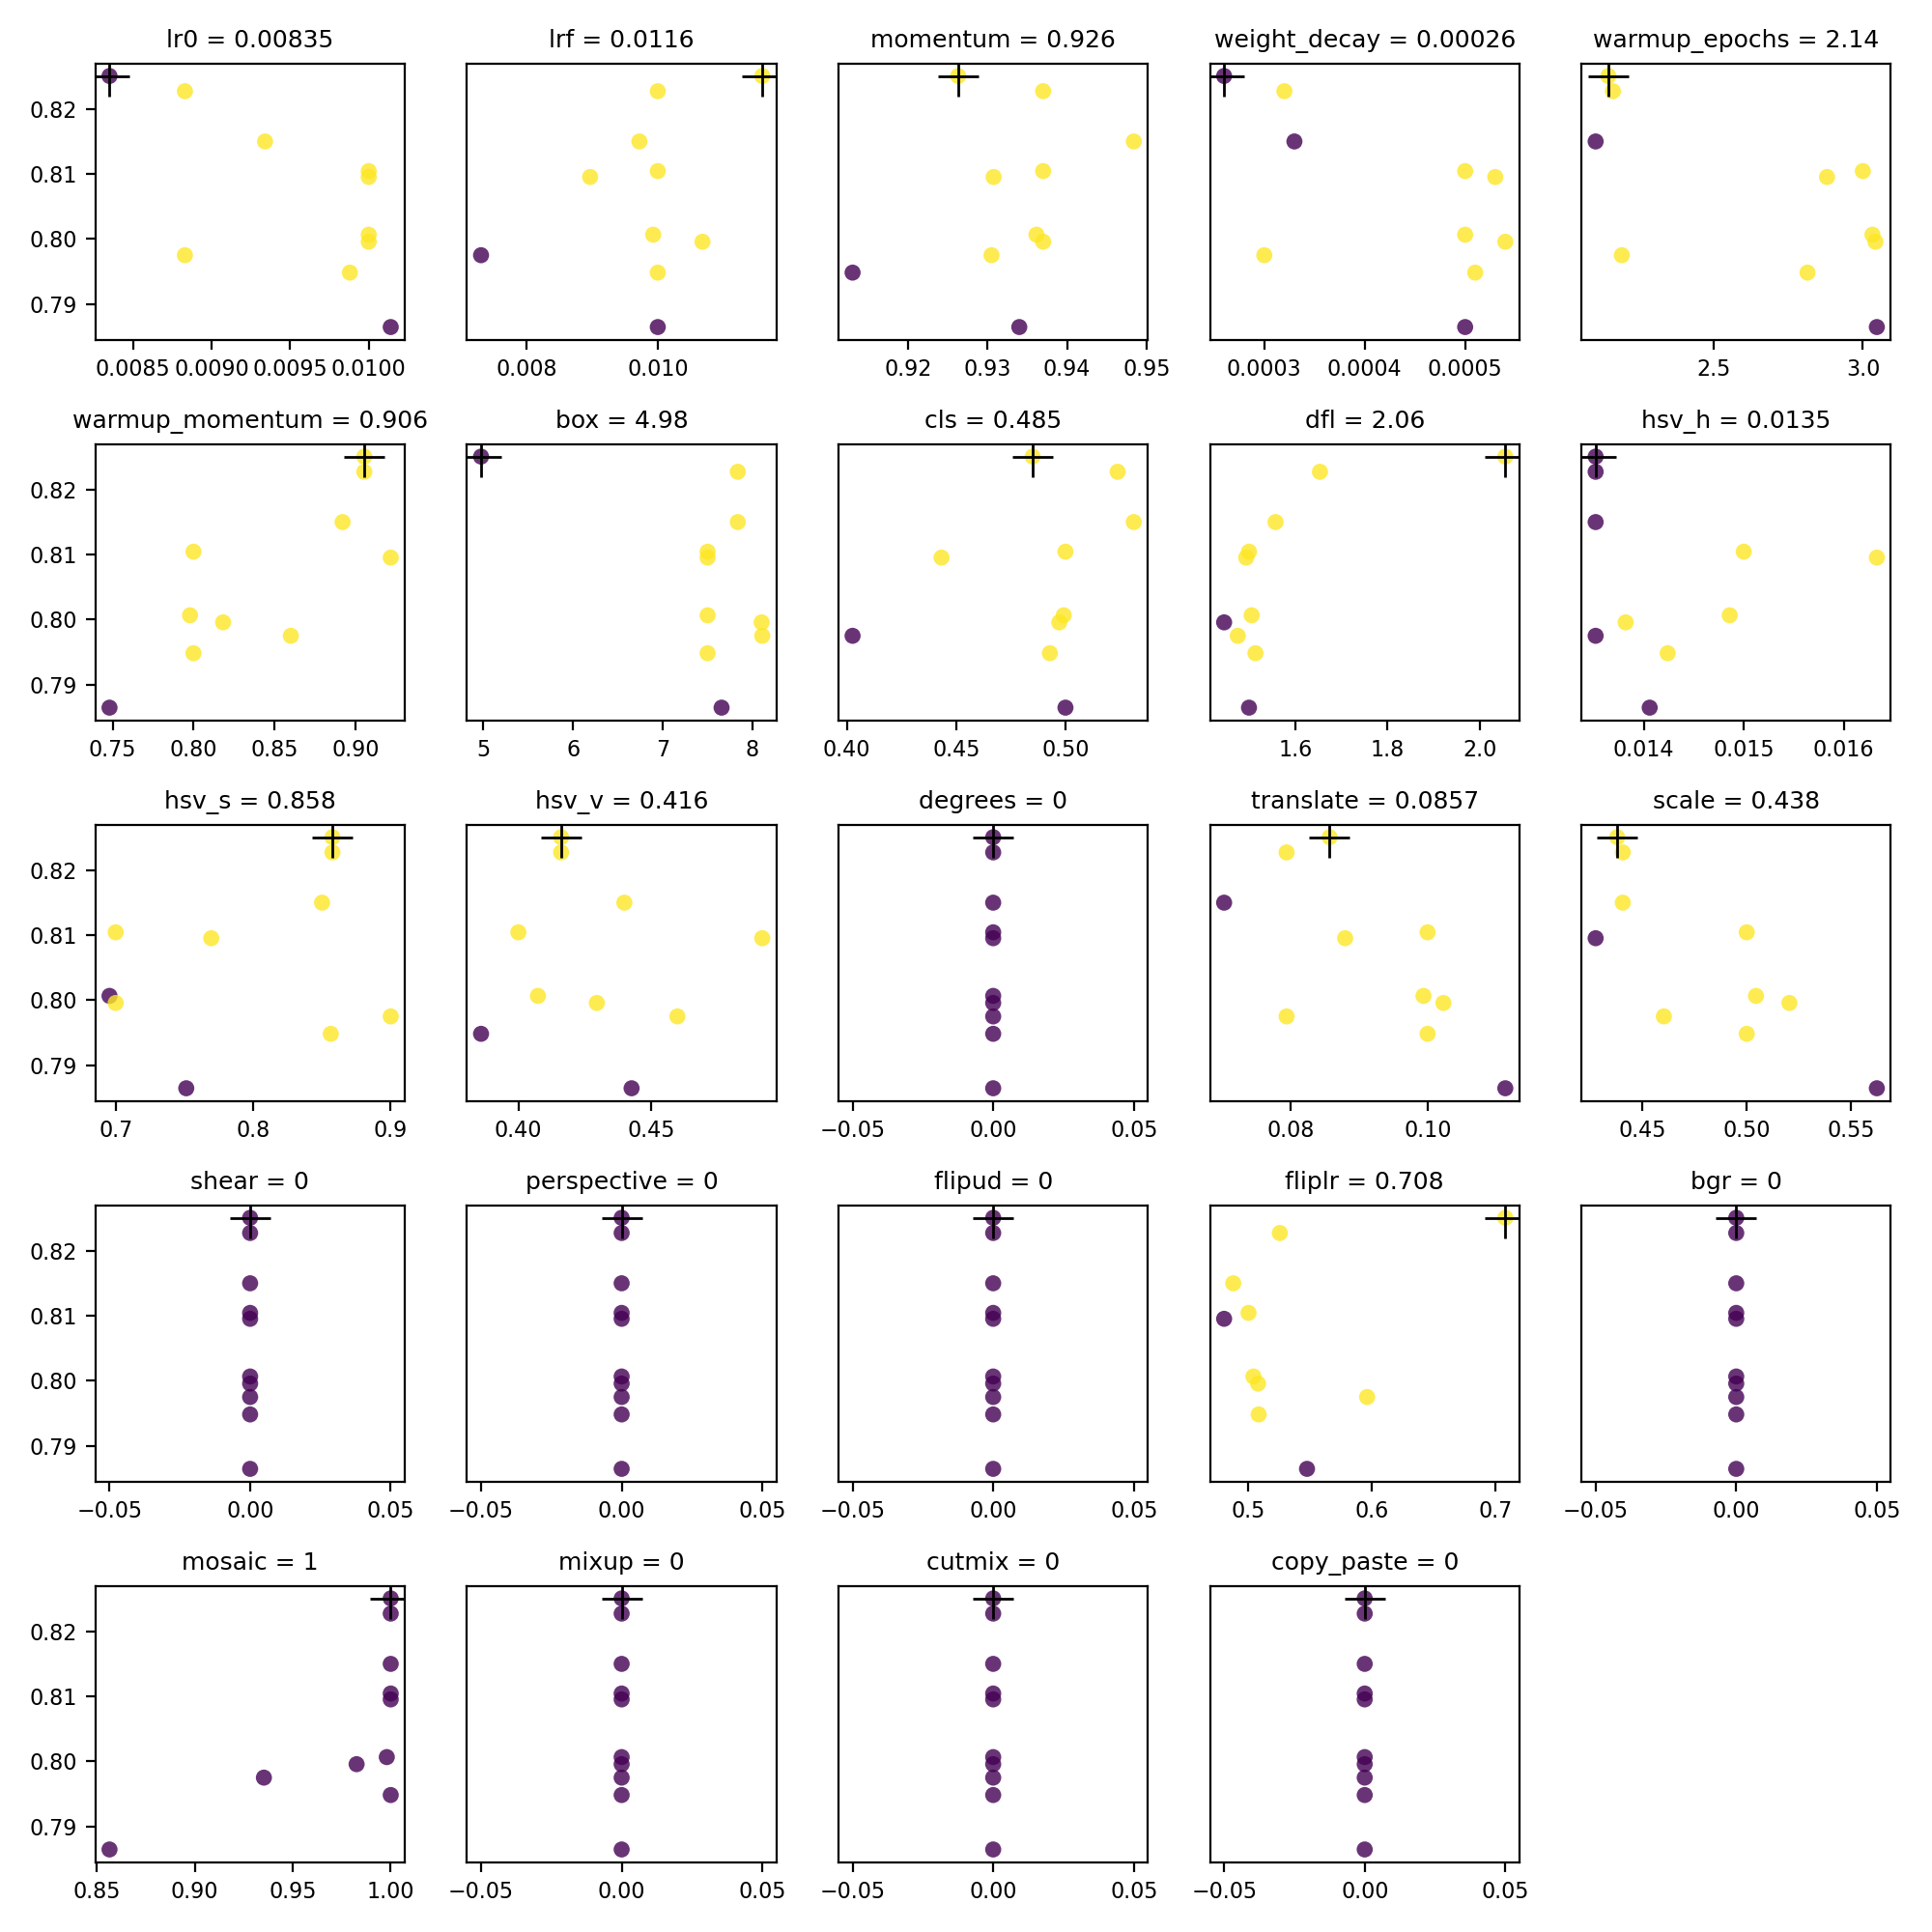 lr0 = 0.00835 lrf = 0.0116 momentum = 0.926 weight_decay = 0.00026 warmup_epochs = 2.14
0.82
0.81
0.80
0.79
0.0085 0.0090 0.0095 0.0100 0.008 0.010 0.92 0.93 0.94 0.95 0.0003 0.0004 0.0005 2.5 3.0
warmup_momentum = 0.906 box = 4.98 cls = 0.485 dfl = 2.06 hsv_h = 0.0135
0.82
0.81
0.80
0.79
0.75 0.80 0.85 0.90 5 6 7 8 0.40 0.45 0.50 1.6 1.8 2.0 0.014 0.015 0.016
hsv_s = 0.858 hsv_v = 0.416 degrees = 0 translate = 0.0857 scale = 0.438
0.82
0.81
0.80
0.79
0.7 0.8 0.9 0.40 0.45 −0.05 0.00 0.05 0.08 0.10 0.45 0.50 0.55
shear = 0 perspective = 0 flipud = 0 fliplr = 0.708 bgr = 0
0.82
0.81
0.80
0.79
−0.05 0.00 0.05 −0.05 0.00 0.05 −0.05 0.00 0.05 0.5 0.6 0.7 −0.05 0.00 0.05
mosaic = 1 mixup = 0 cutmix = 0 copy_paste = 0
0.82
0.81
0.80
0.79
0.85 0.90 0.95 1.00 −0.05 0.00 0.05 −0.05 0.00 0.05 −0.05 0.00 0.05